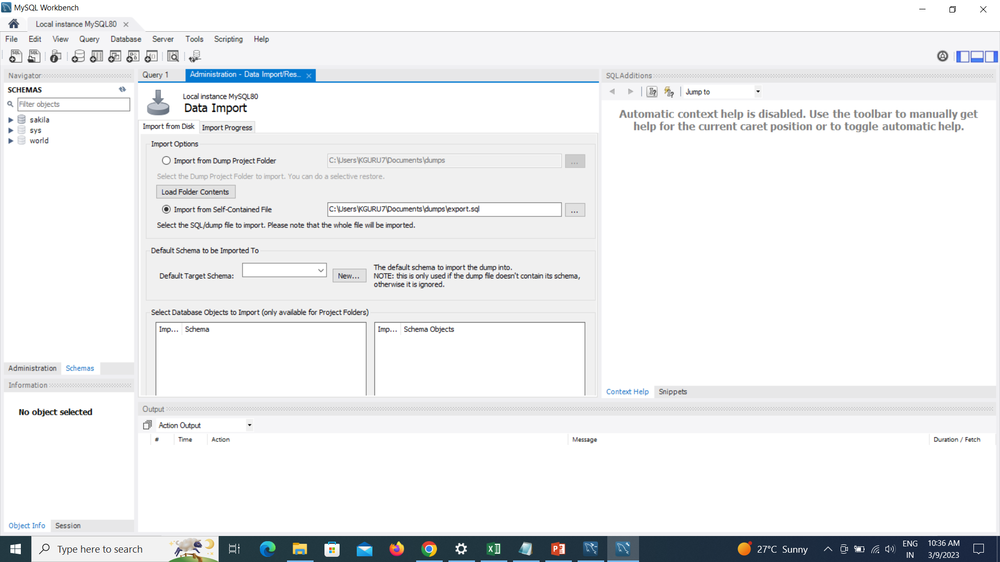 MySQL Workbench
Local instance MySQL80
File Edit View Query Database Server Tools Scripting Help
Navigator
SCHEMAS
Filter objects
sakila
sys
world
Administration Schemas
Information
No object selected
Object Info Session
Query 1 Administration - Data Import/Res...
Local instance MySQL80
Data Import
Import from Disk Import Progress
Import Options
Import from Dump Project Folder C:\Users\KGURU7\Documents\dumps ...
Select the Dump Project Folder to import. You can do a selective restore.
Load Folder Contents
Import from Self-Contained File C:\Users\KGURU7\Documents\dumps\export.sql ...
Select the SQL/dump file to import. Please note that the whole file will be imported.
Default Schema to be Imported To
Default Target Schema: New...
The default schema to import the dump into.
NOTE: this is only used if the dump file doesn't contain its schema,
otherwise it is ignored.
Select Database Objects to Import (only available for Project Folders)
Imp... Schema
Imp... Schema Objects
SQLAdditions
Jump to
Automatic context help is disabled. Use the toolbar to manually get
help for the current caret position or to toggle automatic help.
Context Help Snippets
Output
Action Output
# Time Action Message Duration / Fetch
Type here to search
27°C Sunny
ENG
IN
10:36 AM
3/9/2023